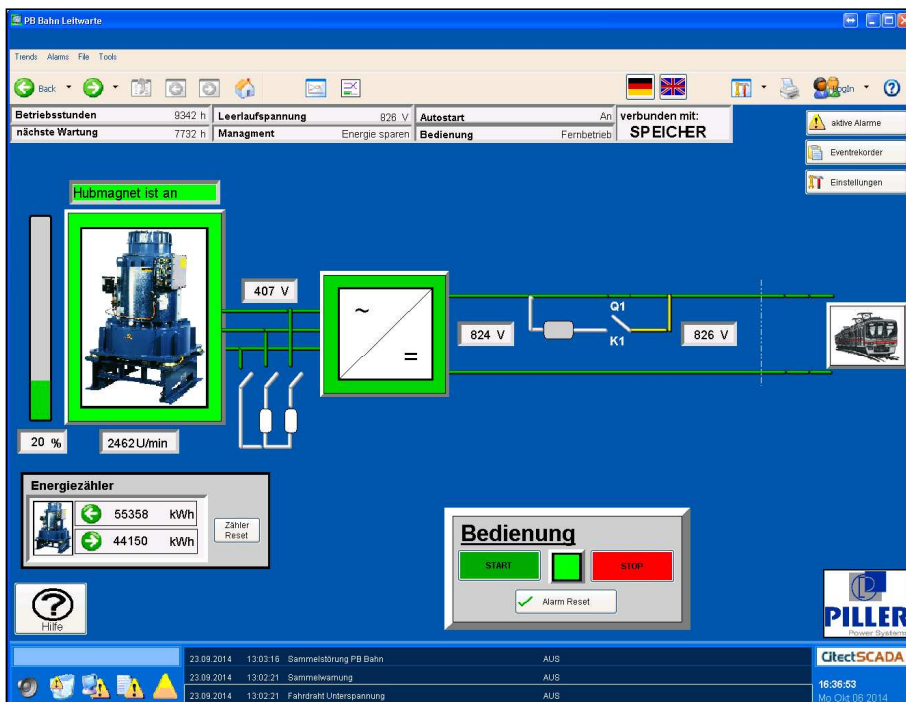 PB Bahn Leitwarte
Trends Alarms File Tools
Back LogIn
Betriebsstunden 9342 h Leerlaufspannung 826 V Autostart An verbunden mit:
nächste Wartung 7732 h Managment Energie sparen Bedienung Fernbetrieb SPEICHER
aktive Alarme
Eventrekorder
Einstellungen
Hubmagnet ist an
407 V
~
=
824 V
Q1
K1
826 V
20 %
2462 U/min
Energiezähler
55358 kWh
44150 kWh
Zähler
Reset
Bedienung
START
STOP
Alarm Reset
?
Hilfe
PILLER
Power Systems
23.09.2014 13:03:16 Sammelstörung PB Bahn AUS
23.09.2014 13:02:21 Sammelwarnung AUS
23.09.2014 13:02:21 Fahrdraht Unterspannung AUS
CitectSCADA
16:36:53
Mo Okt 06 2014